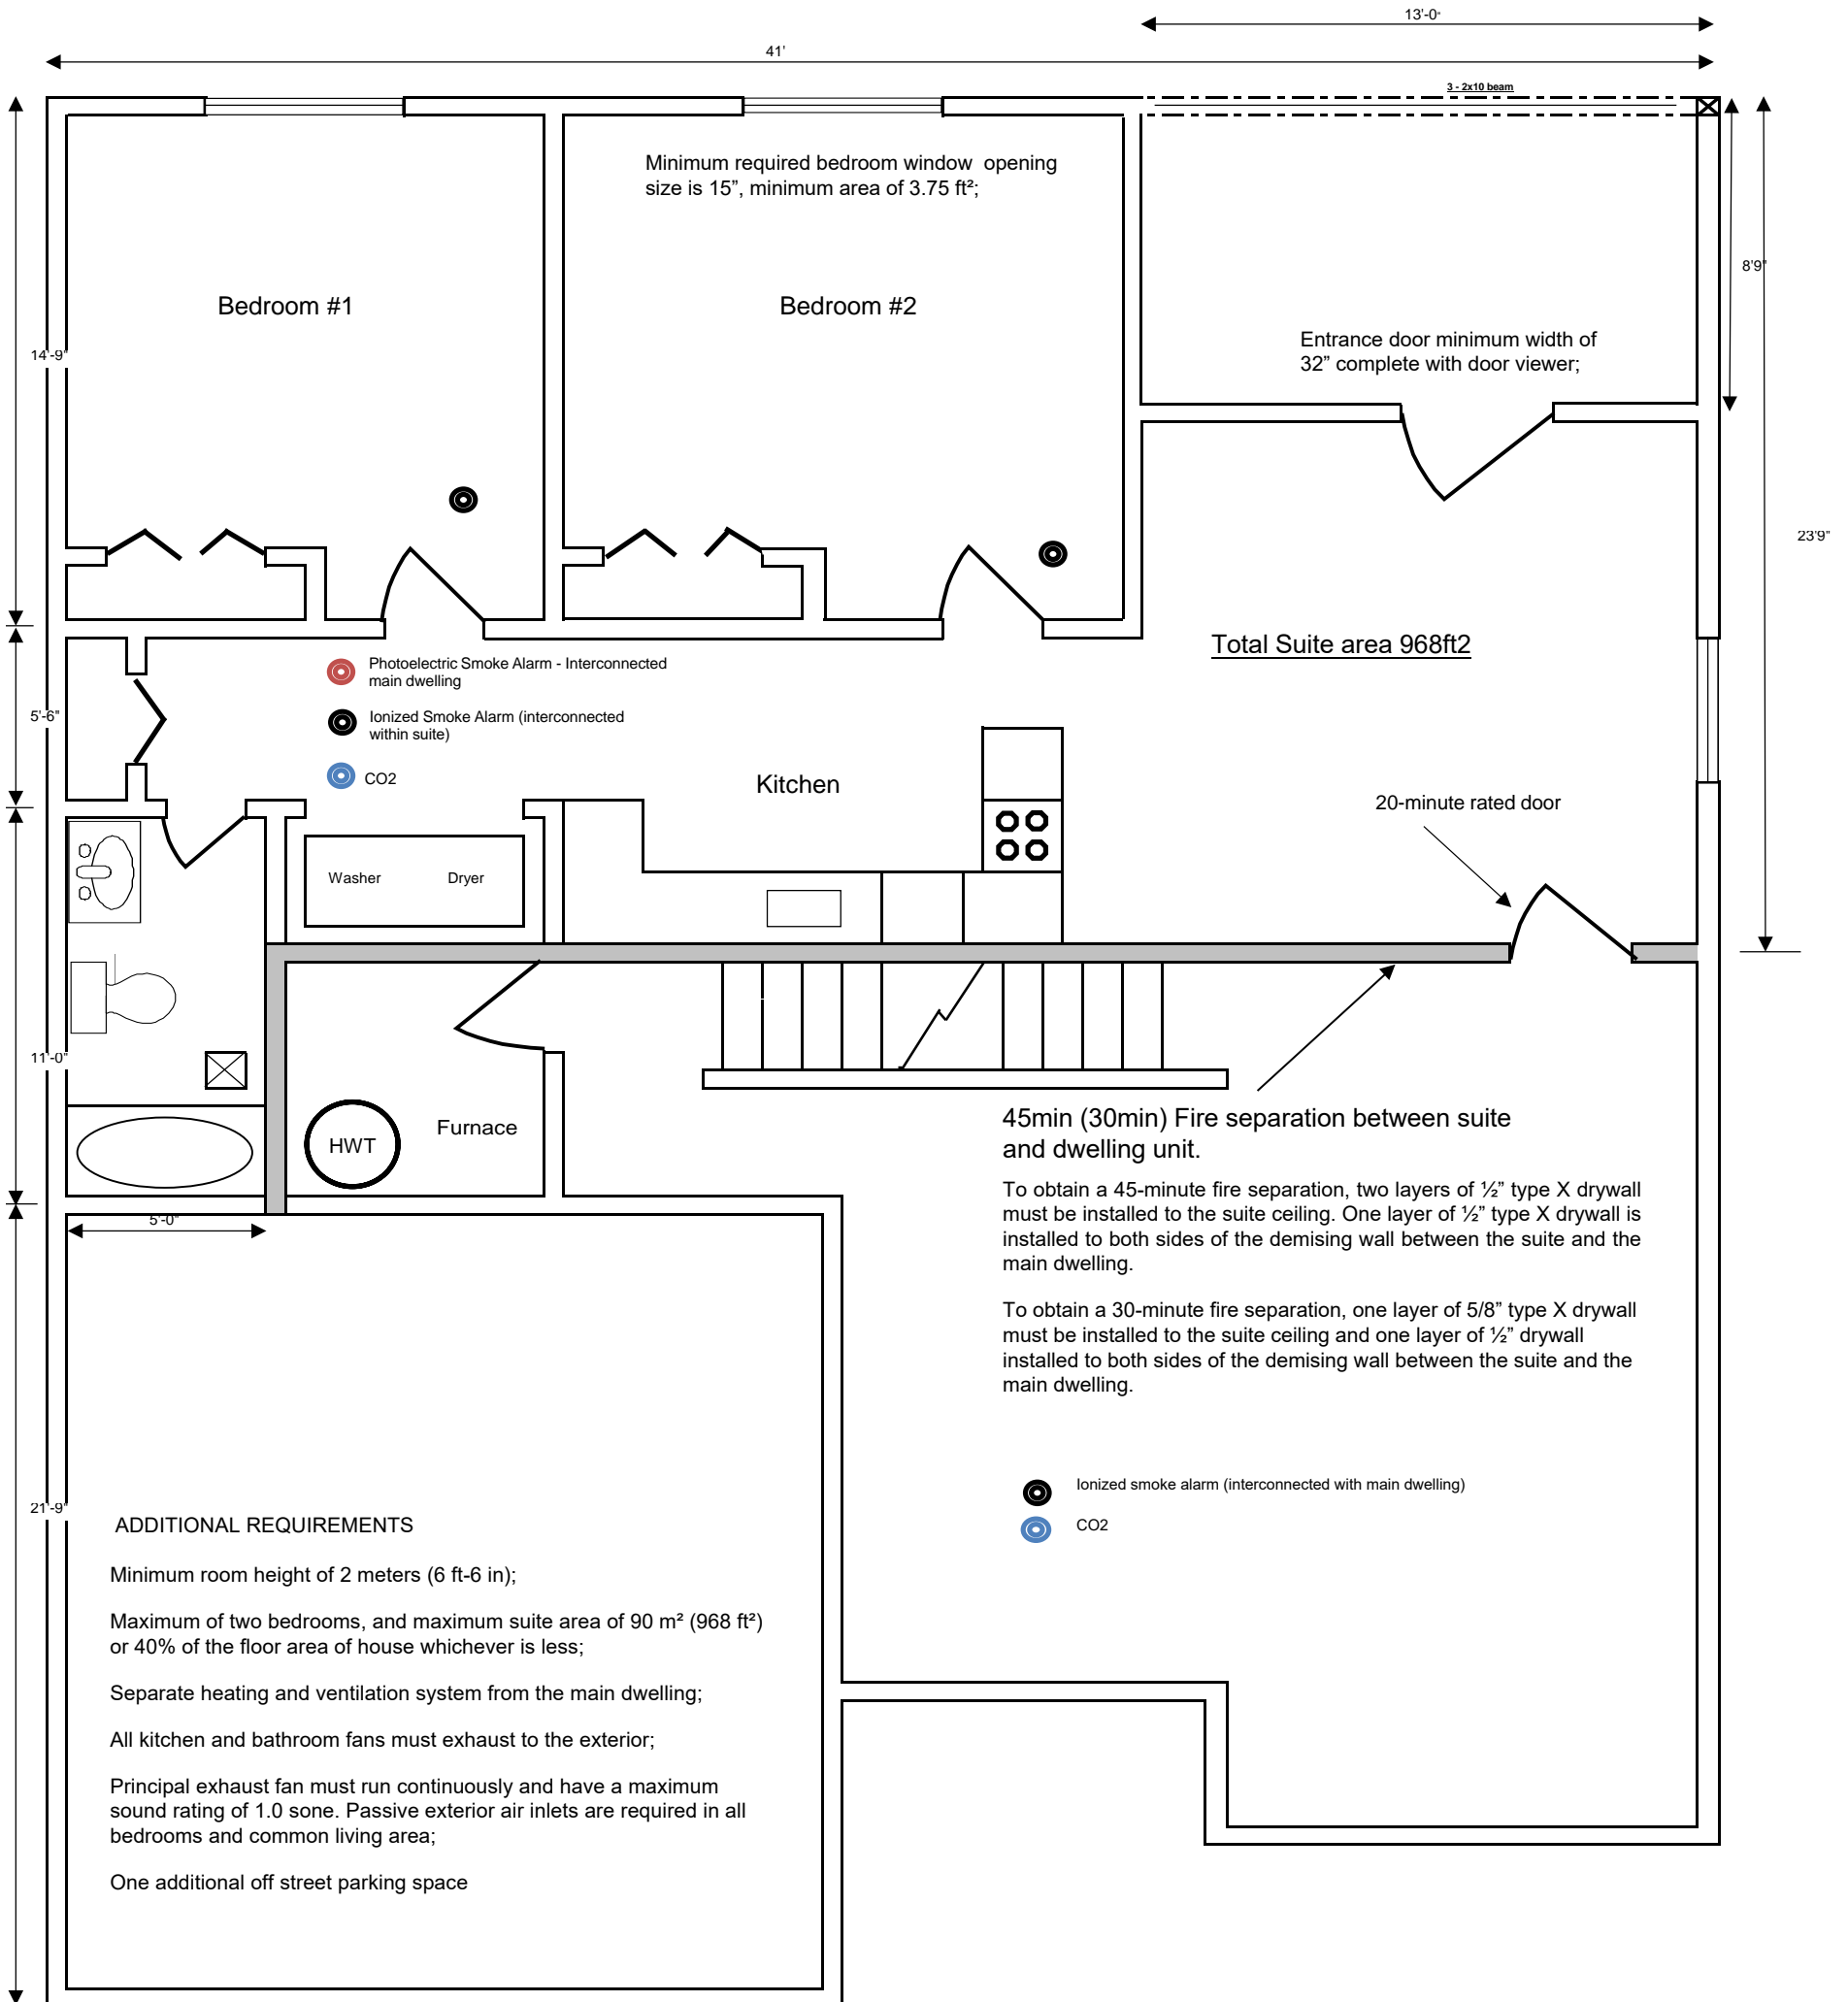 13'-0"
41'
3 - 2x10 beam
Minimum required bedroom window opening
size is 15”, minimum area of 3.75 ft²;
8'9"
Bedroom #1
Bedroom #2
Entrance door minimum width of
32” complete with door viewer;
14'-9"
23'9"
Total Suite area 968ft2
Photoelectric Smoke Alarm - Interconnected
main dwelling
5'-6"
Ionized Smoke Alarm (interconnected
within suite)
CO2
Kitchen
20-minute rated door
Washer
Dryer
11'-0"
Furnace
HWT
45min (30min) Fire separation between suite
and dwelling unit.
To obtain a 45-minute fire separation, two layers of ½” type X drywall
must be installed to the suite ceiling. One layer of ½” type X drywall is
installed to both sides of the demising wall between the suite and the
main dwelling.
5'-0"
To obtain a 30-minute fire separation, one layer of 5/8” type X drywall
must be installed to the suite ceiling and one layer of ½” drywall
installed to both sides of the demising wall between the suite and the
main dwelling.
Ionized smoke alarm (interconnected with main dwelling)
CO2
21'-9"
ADDITIONAL REQUIREMENTS
Minimum room height of 2 meters (6 ft-6 in);
Maximum of two bedrooms, and maximum suite area of 90 m² (968 ft²)
or 40% of the floor area of house whichever is less;
Separate heating and ventilation system from the main dwelling;
All kitchen and bathroom fans must exhaust to the exterior;
Principal exhaust fan must run continuously and have a maximum
sound rating of 1.0 sone. Passive exterior air inlets are required in all
bedrooms and common living area;
One additional off street parking space